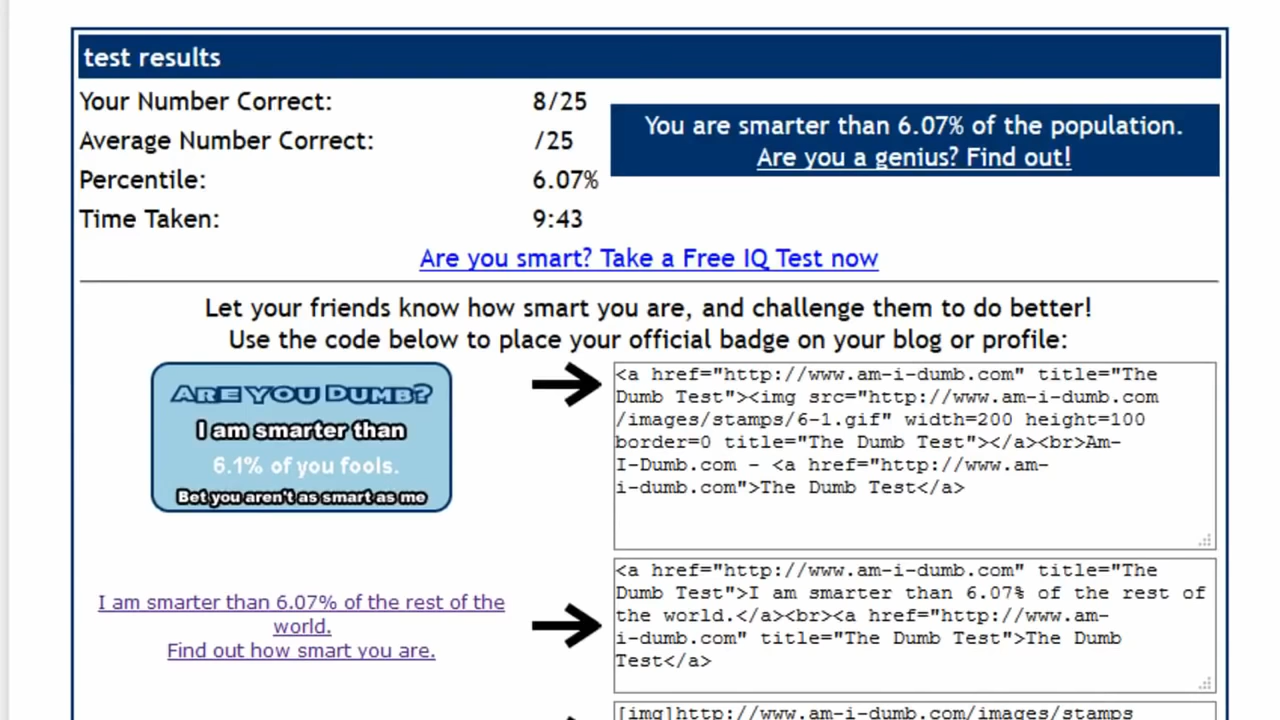 test results
Your Number Correct: 8/25
Average Number Correct: /25
Percentile: 6.07%
Time Taken: 9:43
You are smarter than 6.07% of the population.
Are you a genius? Find out!
Are you smart? Take a Free IQ Test now
Let your friends know how smart you are, and challenge them to do better!
Use the code below to place your official badge on your blog or profile:
ARE YOU DUMB?
I am smarter than
6.1% of you fools.
Bet you aren't as smart as me
<a href="http://www.am-i-dumb.com" title="The
Dumb Test"><img src="http://www.am-i-dumb.com
/images/stamps/6-1.gif" width=200 height=100
border=0 title="The Dumb Test"></a><br>Am-
I-Dumb.com - <a href="http://www.am-
i-dumb.com">The Dumb Test</a>
I am smarter than 6.07% of the rest of the
world.
Find out how smart you are.
<a href="http://www.am-i-dumb.com" title="The
Dumb Test">I am smarter than 6.07% of the rest of
the world.</a><br><a href="http://www.am-
i-dumb.com" title="The Dumb Test">The Dumb
Test</a>
[img]http://www.am-i-dumb.com/images/stamps